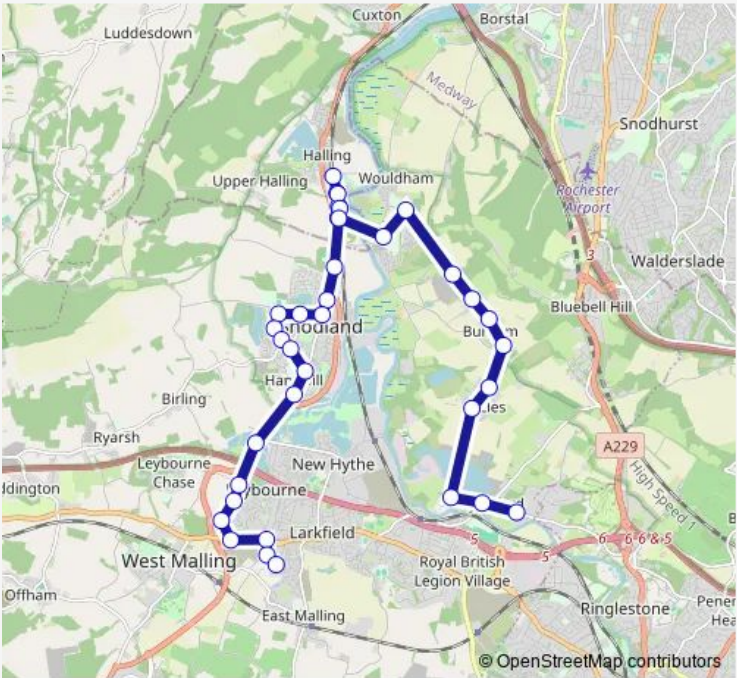 Cuxton
Borstal
Luddesdown
Medway
Snodhurst
Halling
Upper Halling
Wouldham
Rochester
Airport
3
Walderslade
Bluebell Hill
Snodland
Birling
Ryarsh
A229
Leybourne
Chase
New Hythe
ddington
High Speed 1
Larkfield
5
5
6
6
6 & 5
West Malling
Royal British
Legion Village
Offham
Ringlestone
East Malling
© OpenStreetMap contributors